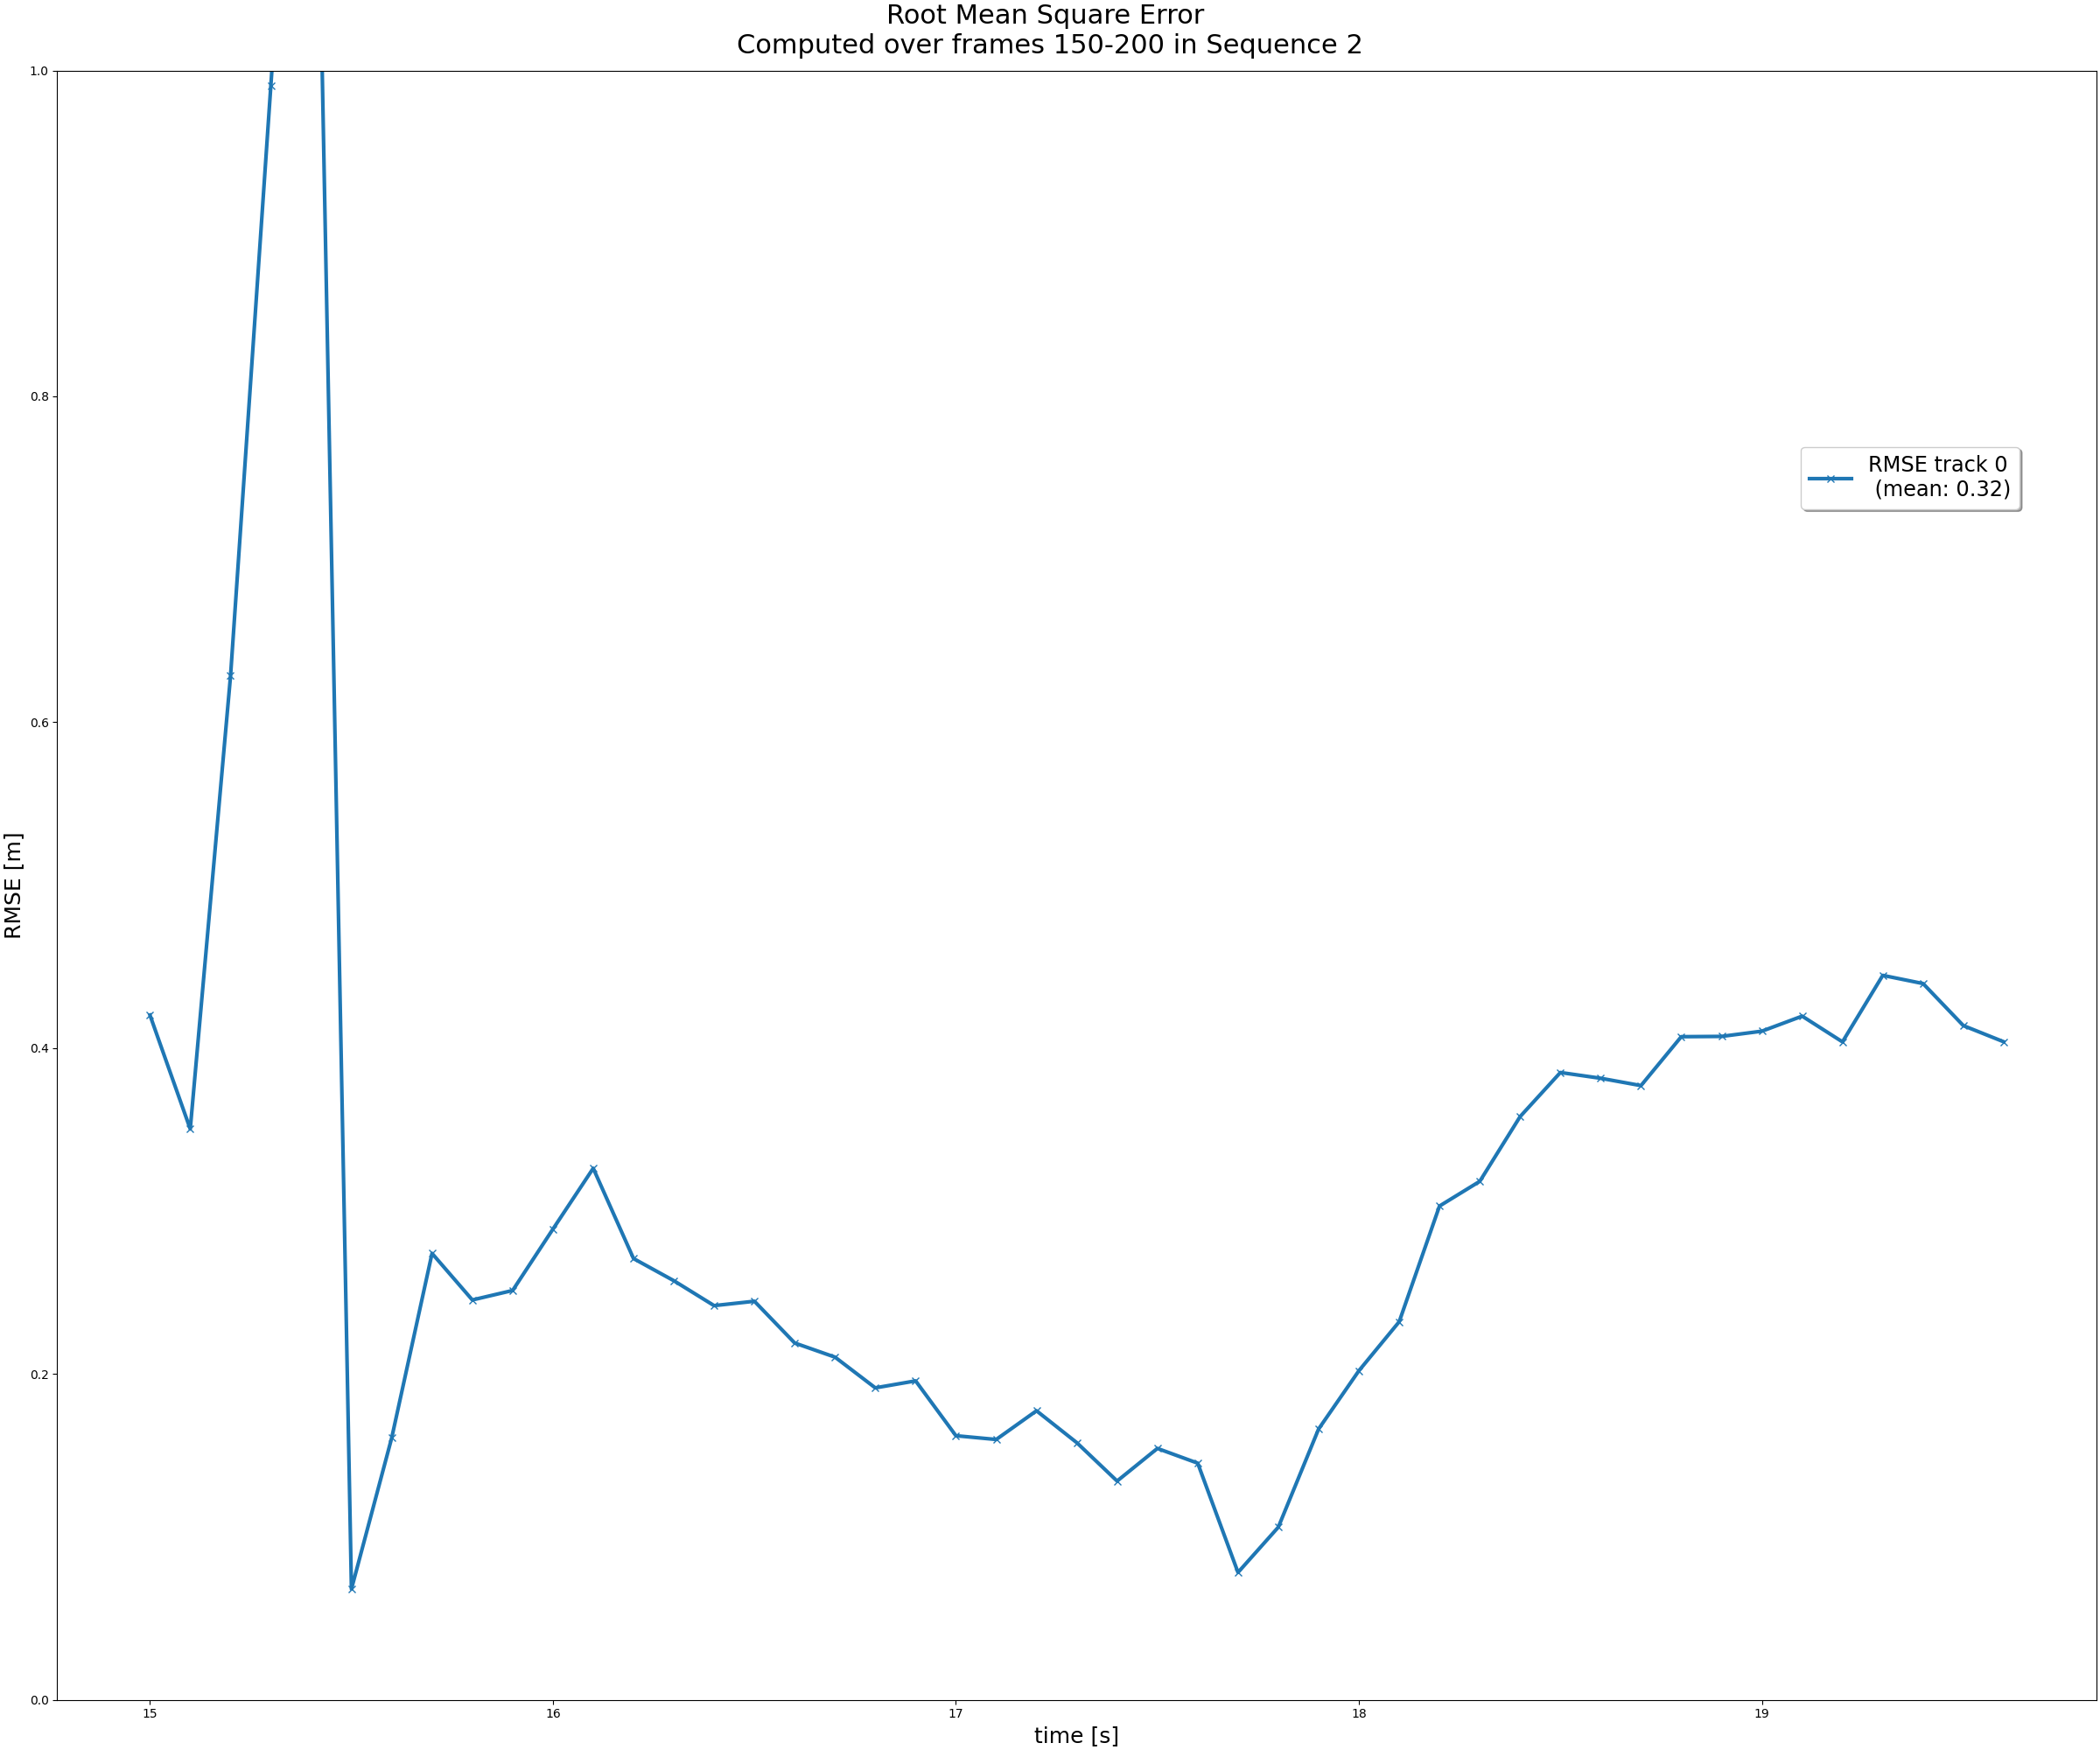 Root Mean Square Error
Computed over frames 150-200 in Sequence 2
1.0
0.8
0.6
0.4
0.2
0.0
RMSE [m]
RMSE track 0
(mean: 0.32)
15
16
17
18
19
time [s]